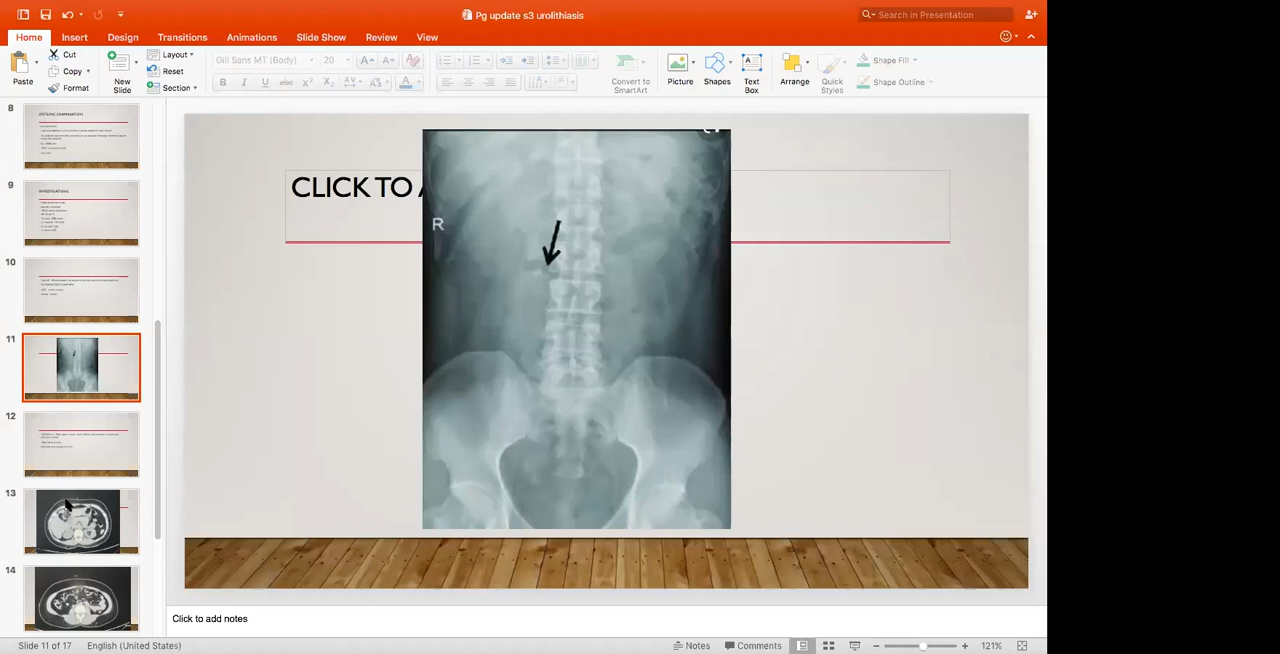 Pg update s3 urolithiasis
Search in Presentation
Home Insert Design Transitions Animations Slide Show Review View
Cut
Copy
Format
Paste
New Slide
Layout
Reset
Section
Gill Sans MT (Body) 20
Convert to SmartArt
Picture
Shapes
Text Box
Arrange
Quick Styles
Shape Fill
Shape Outline
8
SYSTEMIC EXAMINATION
9
INVESTIGATIONS
10
11
12
13
14
CLICK TO A
R
Click to add notes
Slide 11 of 17 English (United States) Notes Comments 121%